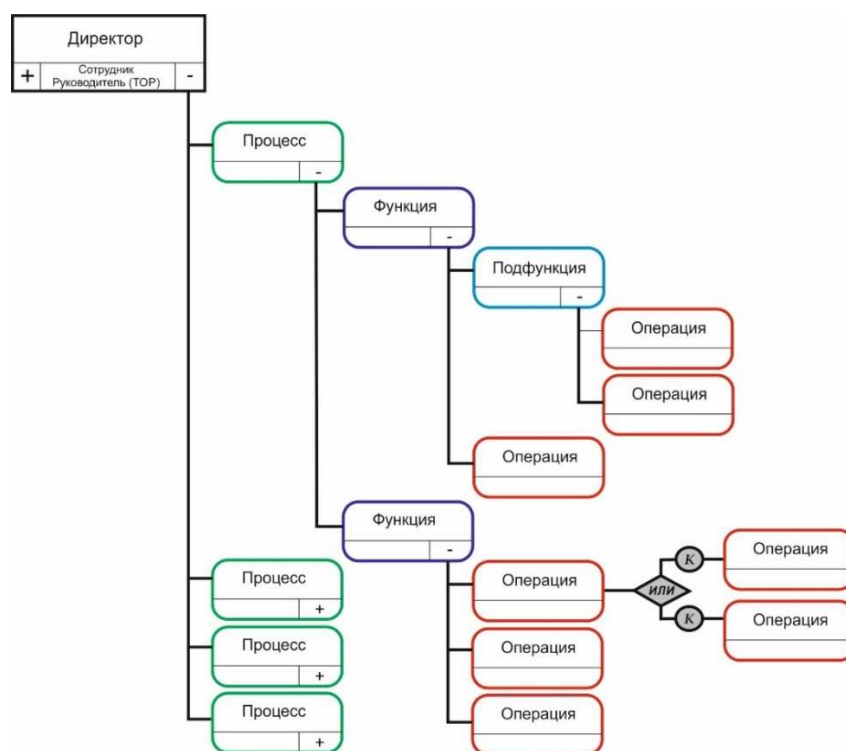 Директор
+
Сотрудник
Руководитель (TOP)
-
Процесс
-
Функция
-
Подфункция
-
Операция
Операция
Операция
Функция
-
Операция
ИЛИ
К
Операция
К
Операция
Операция
Операция
Процесс
+
Процесс
+
Процесс
+